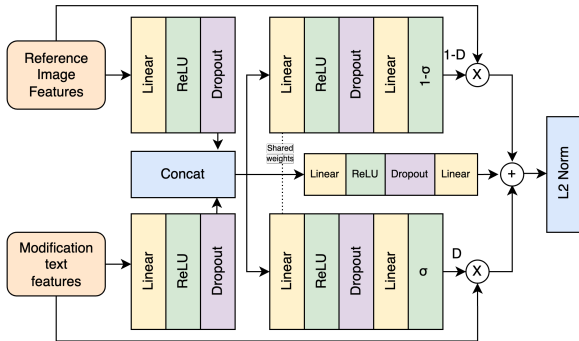 Reference
Image
Features
Linear
ReLU
Dropout
Linear
ReLU
Dropout
Linear
1-σ
1-D
X
Concat
Shared
weights
Linear
ReLU
Dropout
Linear
+
L2 Norm
Modification
text
features
Linear
ReLU
Dropout
Linear
ReLU
Dropout
Linear
σ
D
X